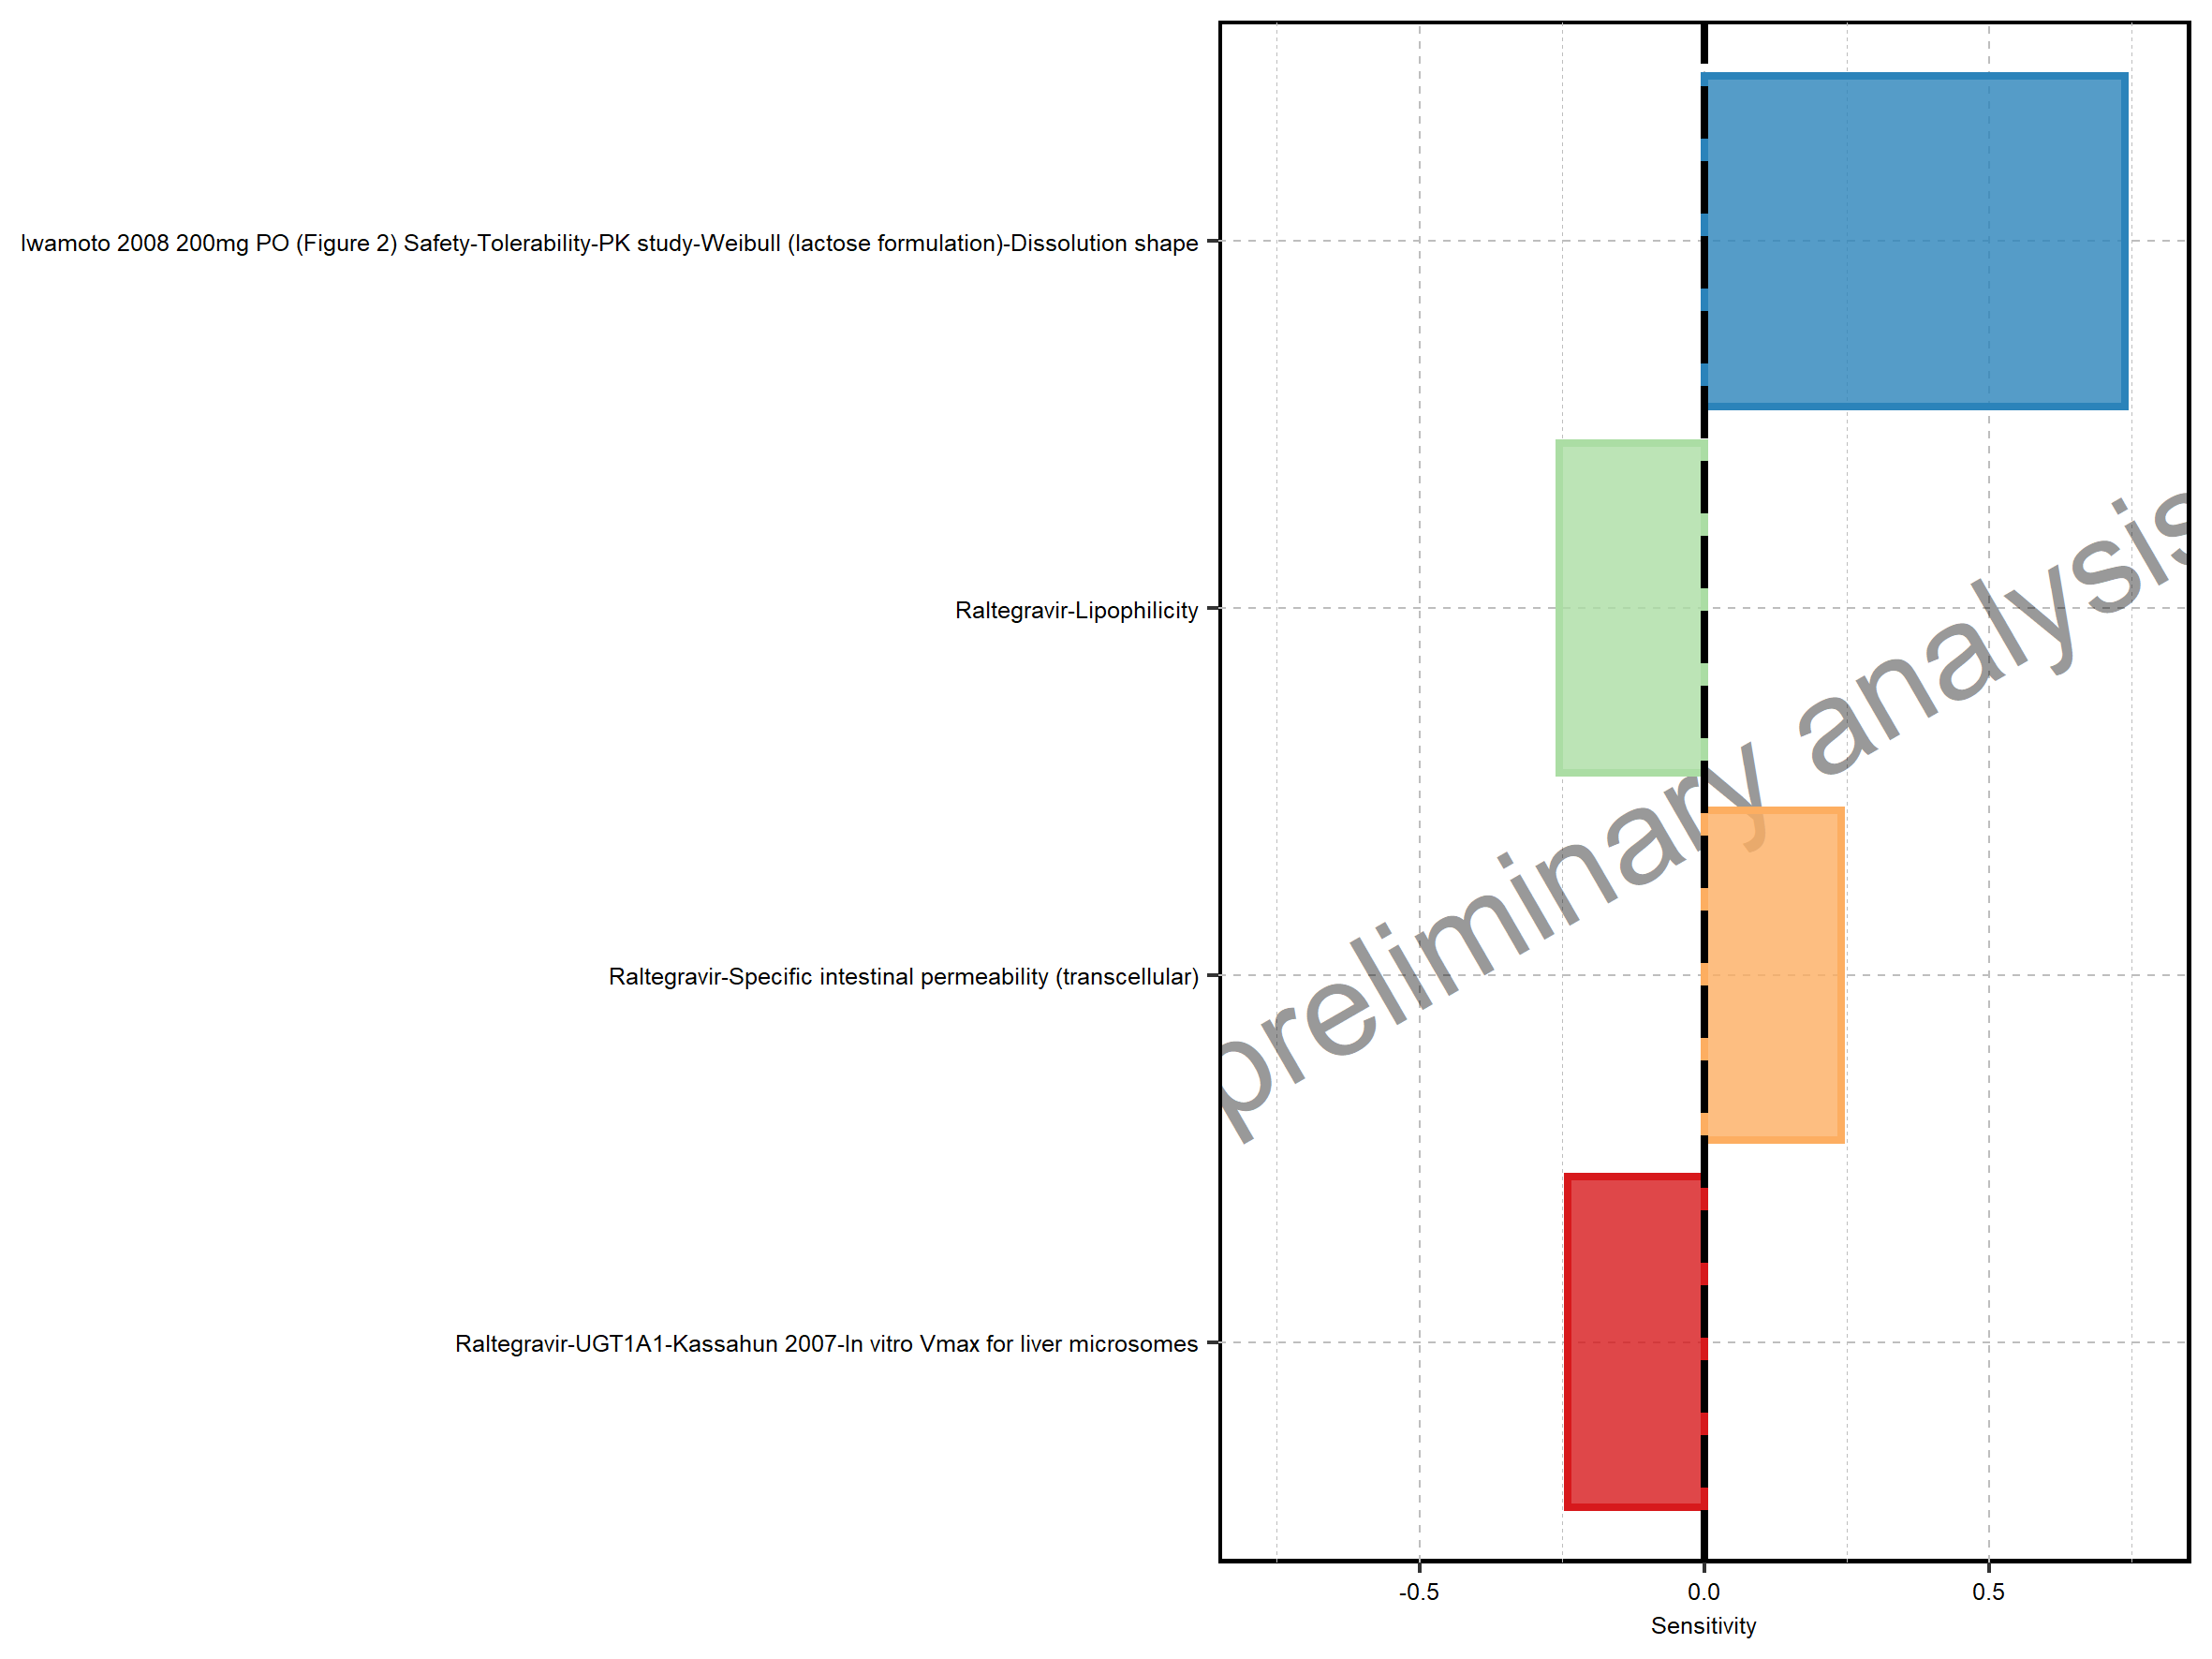 Iwamoto 2008 200mg PO (Figure 2) Safety-Tolerability-PK study-Weibull (lactose formulation)-Dissolution shape
Raltegravir-Lipophilicity
preliminary analysis
Raltegravir-Specific intestinal permeability (transcellular)
Raltegravir-UGT1A1-Kassahun 2007-In vitro Vmax for liver microsomes
-0.5 0.0 0.5
Sensitivity